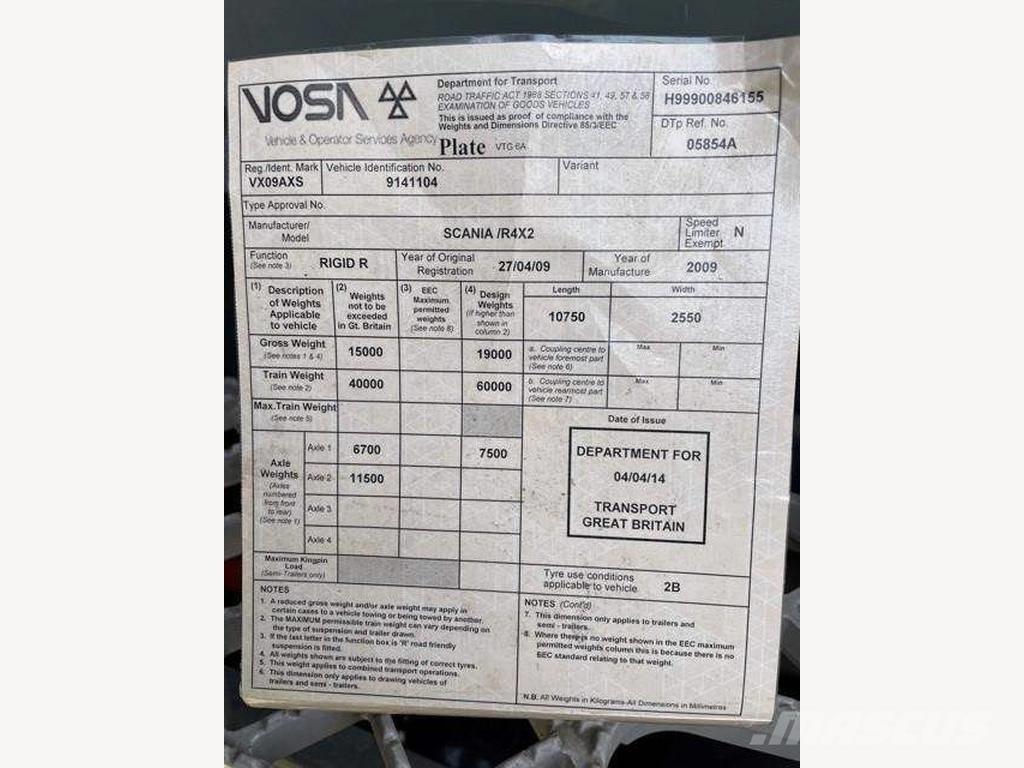 VOSA
Vehicle & Operator Services Agency
Department for Transport
ROAD TRAFFIC ACT 1988 SECTIONS 41, 49, 57 & 58
EXAMINATION OF GOODS VEHICLES
This is issued as proof of compliance with the
Weights and Dimensions Directive 85/3/EEC
Plate VTG 6A
Serial No.
H99900846155
DTp Ref. No.
05854A
Reg./Ident. Mark
VX09AXS
Vehicle Identification No.
9141104
Variant
Type Approval No.
Manufacturer/
Model
SCANIA /R4X2
Speed
Limiter
Exempt
N
Function
(See note 3)
RIGID R
Year of Original
Registration
27/04/09
Year of
Manufacture
2009
(1) Description
of Weights
Applicable
to vehicle
(2) Weights
not to be
exceeded
in Gt. Britain
(3) EEC
Maximum
permitted
weights
(See note 8)
(4) Design
Weights
(if higher than
shown in
column 2)
Length
10750
Width
2550
Gross Weight
(See notes 1 & 4)
15000
19000
a. Coupling centre to
vehicle foremost part
(See note 6)
Max
Min
Train Weight
(See note 2)
40000
60000
b. Coupling centre to
vehicle rearmost part
(See note 7)
Max
Min
Max.Train Weight
(See note 5)
Axle
Weights
(Axles
numbered
from front
to rear)
(See note 1)
Axle 1
6700
7500
Axle 2
11500
Axle 3
Axle 4
Maximum Kingpin
Load
(Semi-Trailers only)
Date of Issue
DEPARTMENT FOR
04/04/14
TRANSPORT
GREAT BRITAIN
Tyre use conditions
applicable to vehicle
2B
NOTES
1. A reduced gross weight and/or axle weight may apply in
certain cases to a vehicle towing or being towed by another.
2. The MAXIMUM permissible train weight can vary depending on
the type of suspension and trailer drawn.
3. If the last letter in the function box is 'R' road friendly
suspension is fitted.
4. All weights shown are subject to the fitting of correct tyres.
5. This weight applies to combined transport operations.
6. This dimension only applies to drawing vehicles of
trailers and semi - trailers.
NOTES (Cont'd)
7. This dimension only applies to trailers and
semi - trailers.
8. Where there is no weight shown in the EEC maximum
permitted weights column this is because there is no
EEC standard relating to that weight.
N.B. All Weights in Kilograms-All Dimensions in Millimetres
MASCUS